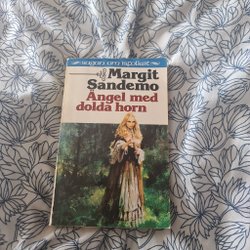 sagan om isfolket
Margit
Sandemo
Ängel med
dolda horn